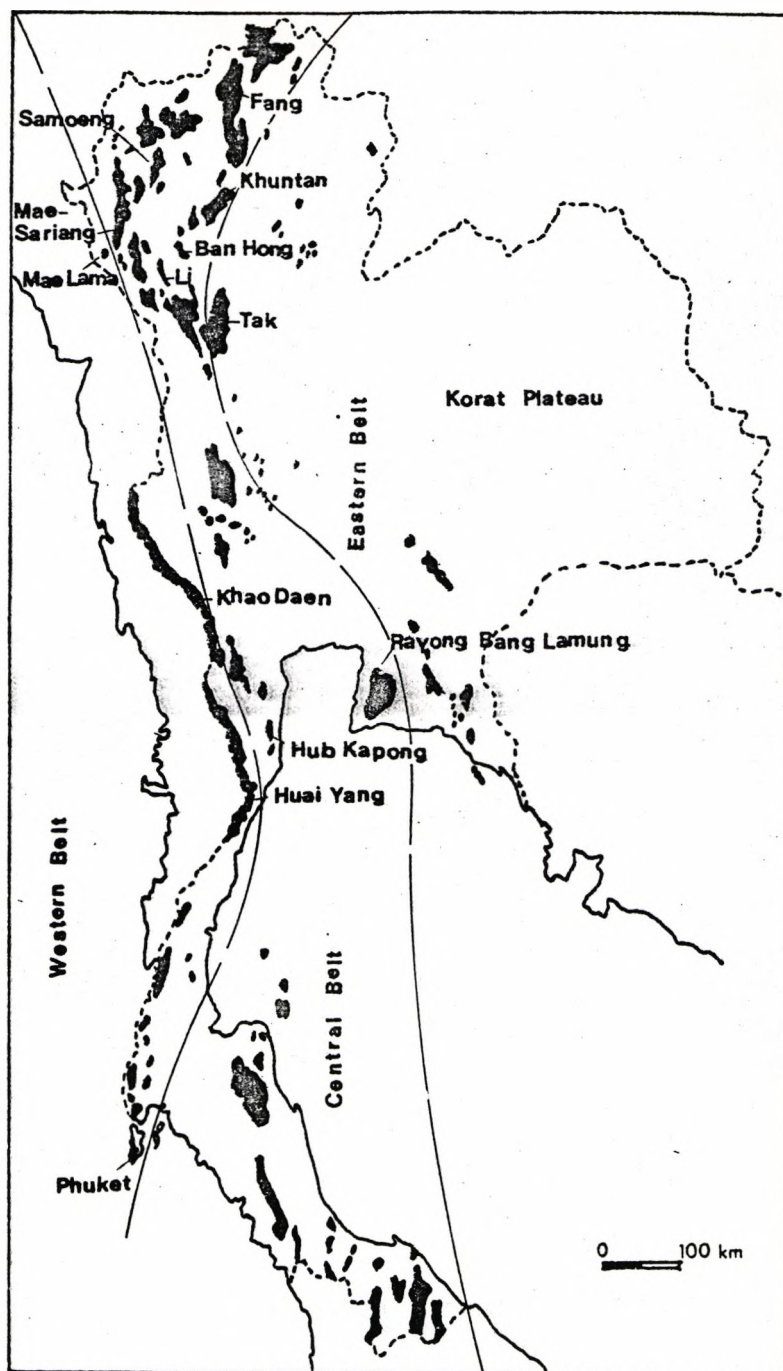 Fang
Samoeng
Khuntan
Mae-
Sariang
Ban Hong
Mae Lama
Li
Tak
Korat Plateau
Eastern Belt
Khao Daen
Rayong Bang Lamung
Hub Kapong
Huai Yang
Western Belt
Central Belt
Phuket
0 100 km